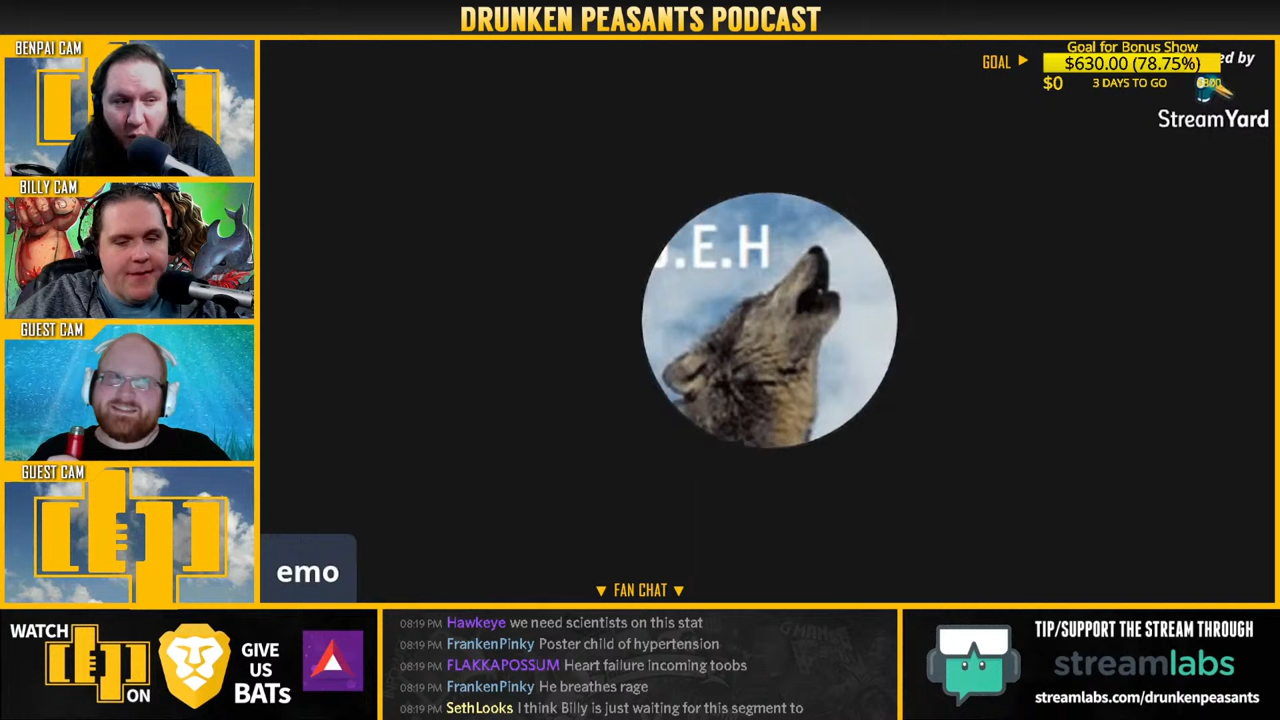 DRUNKEN PEASANTS PODCAST
BENPAI CAM
BILLY CAM
GUEST CAM
GUEST CAM
Goal for Bonus Show
GOAL
$630.00 (78.75%)
ed by
$0
3 DAYS TO GO
StreamYard
.E.H
emo
▼ FAN CHAT ▼
WATCH
ON
GIVE
US
BATs
08:19 PM Hawkeye we need scientists on this stat
08:19 PM FrankenPinky Poster child of hypertension
08:19 PM FLAKKAPOSSUM Heart failure incoming toobs
08:19 PM FrankenPinky He breathes rage
08:19 PM SethLooks I think Billy is just waiting for this segment to
TIP/SUPPORT THE STREAM THROUGH
streamlabs
streamlabs.com/drunkenpeasants